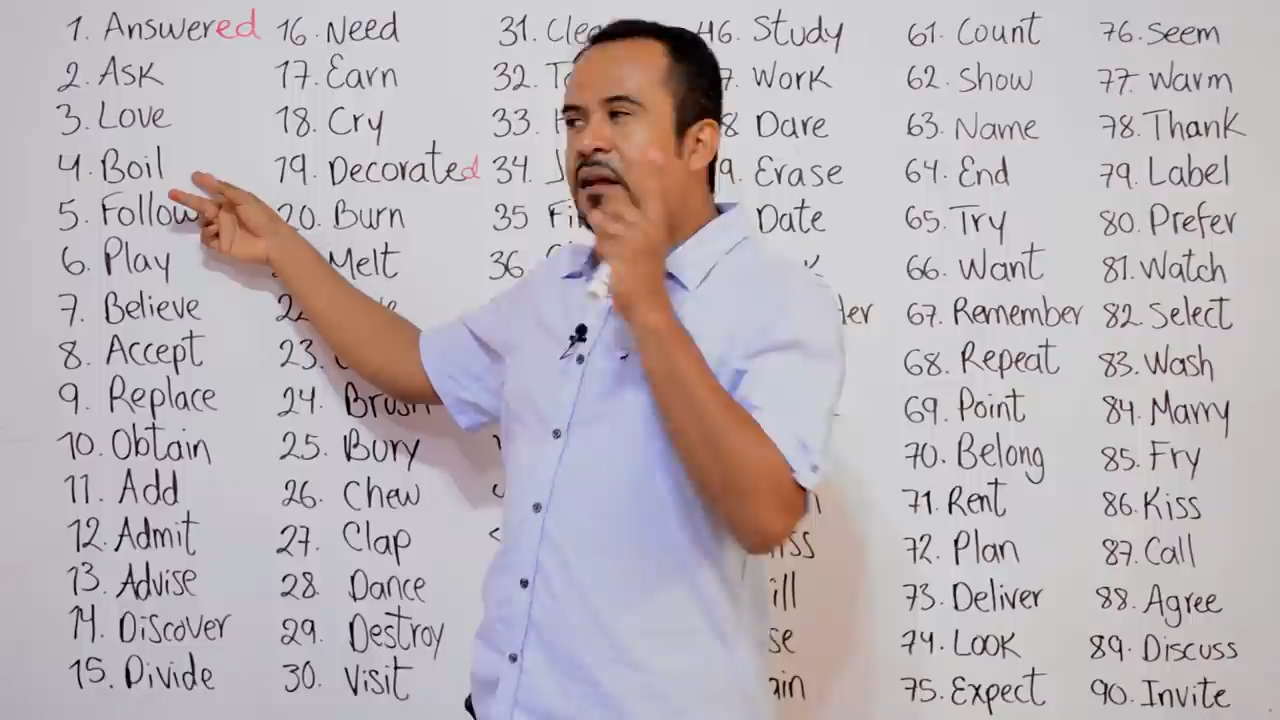 1. Answered
2. Ask
3. Love
4. Boil
5. Follow
6. Play
7. Believe
8. Accept
9. Replace
10. Obtain
11. Add
12. Admit
13. Advise
14. Discover
15. Divide
16. Need
17. Earn
18. Cry
19. Decorated
20. Burn
Melt
23.
24. Brush
25. Bury
26. Chew
27. Clap
28. Dance
29. Destroy
30. Visit
31.
32.
33.
34.
35
36.
46. Study
Work
Dare
Erase
Date
61. Count
62. Show
63. Name
64. End
65. Try
66. Want
67. Remember
68. Repeat
69. Point
70. Belong
71. Rent
72. Plan
73. Deliver
74. Look
75. Expect
76. Seem
77. Warm
78. Thank
79. Label
80. Prefer
81. Watch
82. Select
83. Wash
84. Marry
85. Fry
86. Kiss
87. Call
88. Agree
89. Discuss
90. Invite